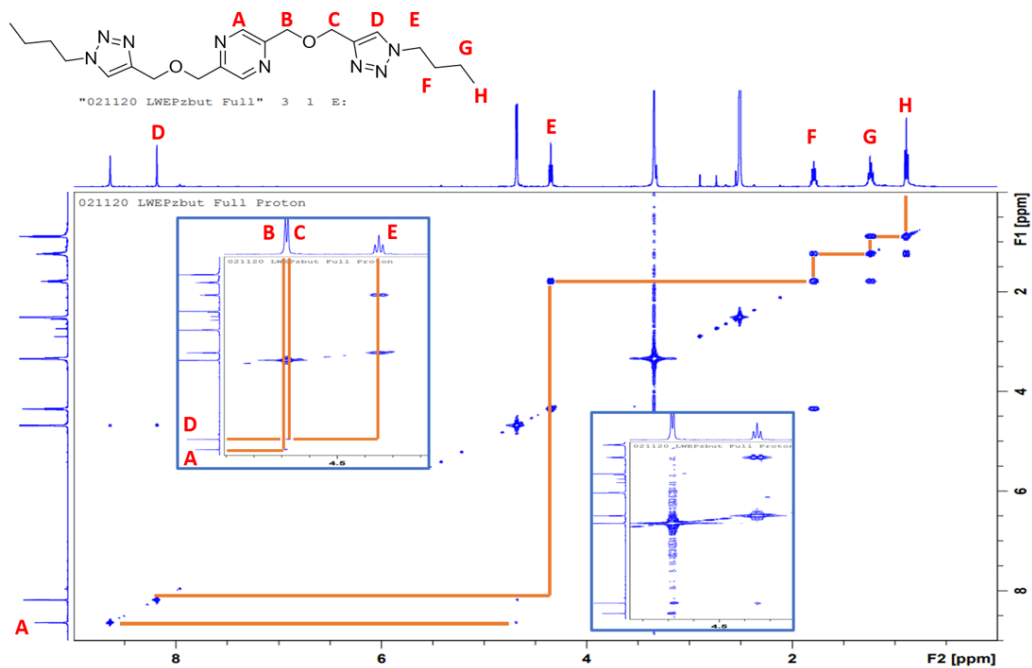 A B C D E
N N N O N N O N N N N
G
F
H
"021120 LWEPzbut Full" 3 1 E:
D E F G H
021120 LWEPzbut Full Proton
B C E
021120 LWEPzbut Full Proton
D
A
4.5
021120 LWEPzbut Full Proton
4.5
A
F1 [ppm]
2
4
6
8
8 6 4 2 F2 [ppm]